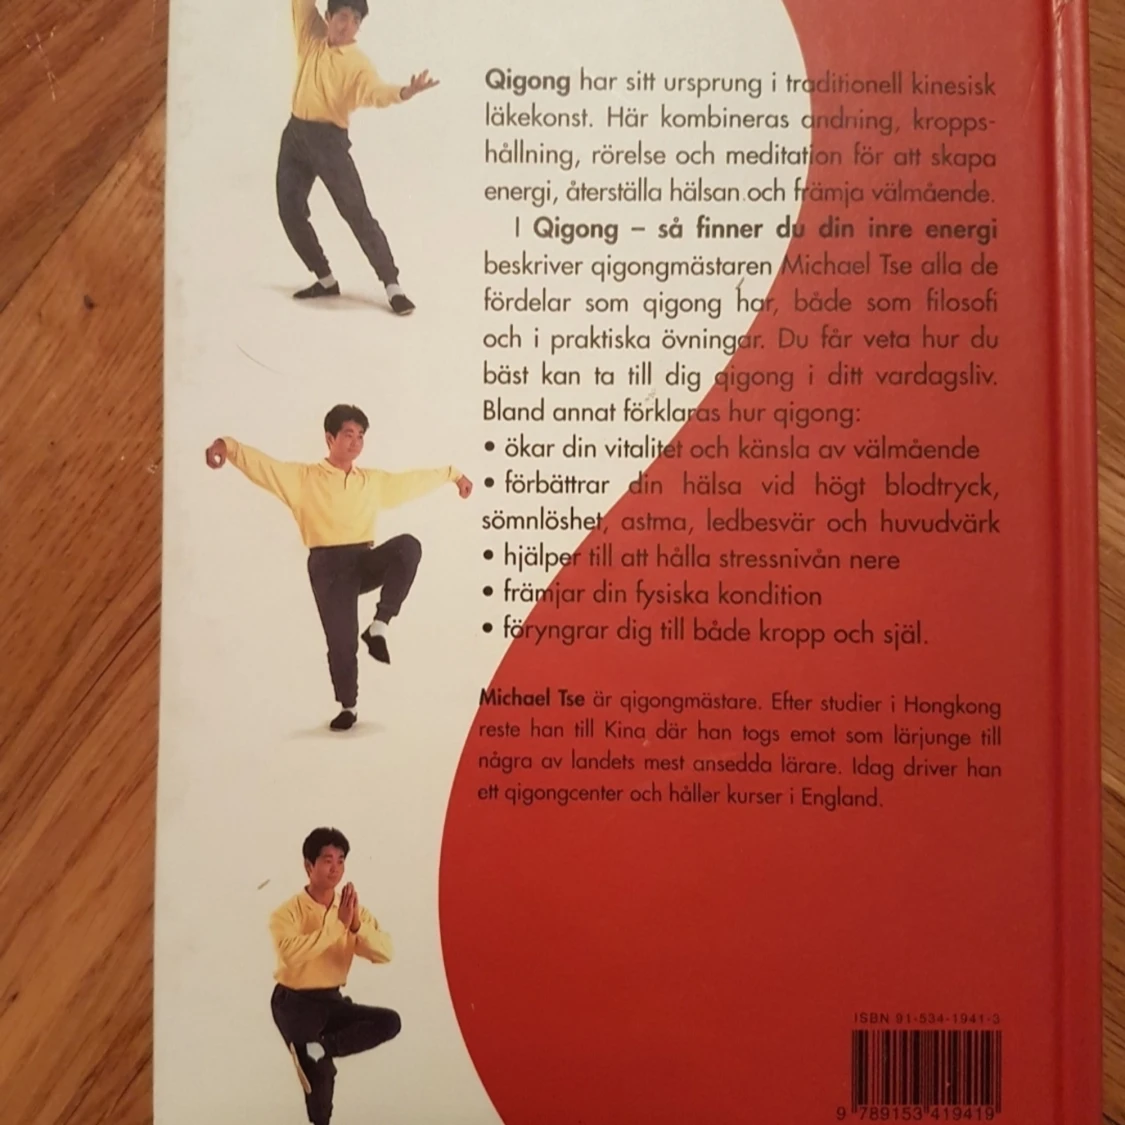 Qigong har sitt ursprung i traditionell kinesisk
läkekonst. Här kombineras andning, kropps-
hållning, rörelse och meditation för att skapa
energi, återställa hälsan och främja välmående.
I Qigong – så finner du din inre energi
beskriver qigongmästaren Michael Tse alla de
fördelar som qigong har, både som filosofi
och i praktiska övningar. Du får veta hur du
bäst kan ta till dig qigong i ditt vardagsliv.
Bland annat förklaras hur qigong:
• ökar din vitalitet och känsla av välmående
• förbättrar din hälsa vid högt blodtryck,
sömnlöshet, astma, ledbesvär och huvudvärk
• hjälper till att hålla stressnivån nere
• främjar din fysiska kondition
• föryngrar dig till både kropp och själ.
Michael Tse är qigongmästare. Efter studier i Hongkong
reste han till Kina där han togs emot som lärjunge till
några av landets mest ansedda lärare. Idag driver han
ett qigongcenter och håller kurser i England.
ISBN 91-534-1941-3
9 789153 419419